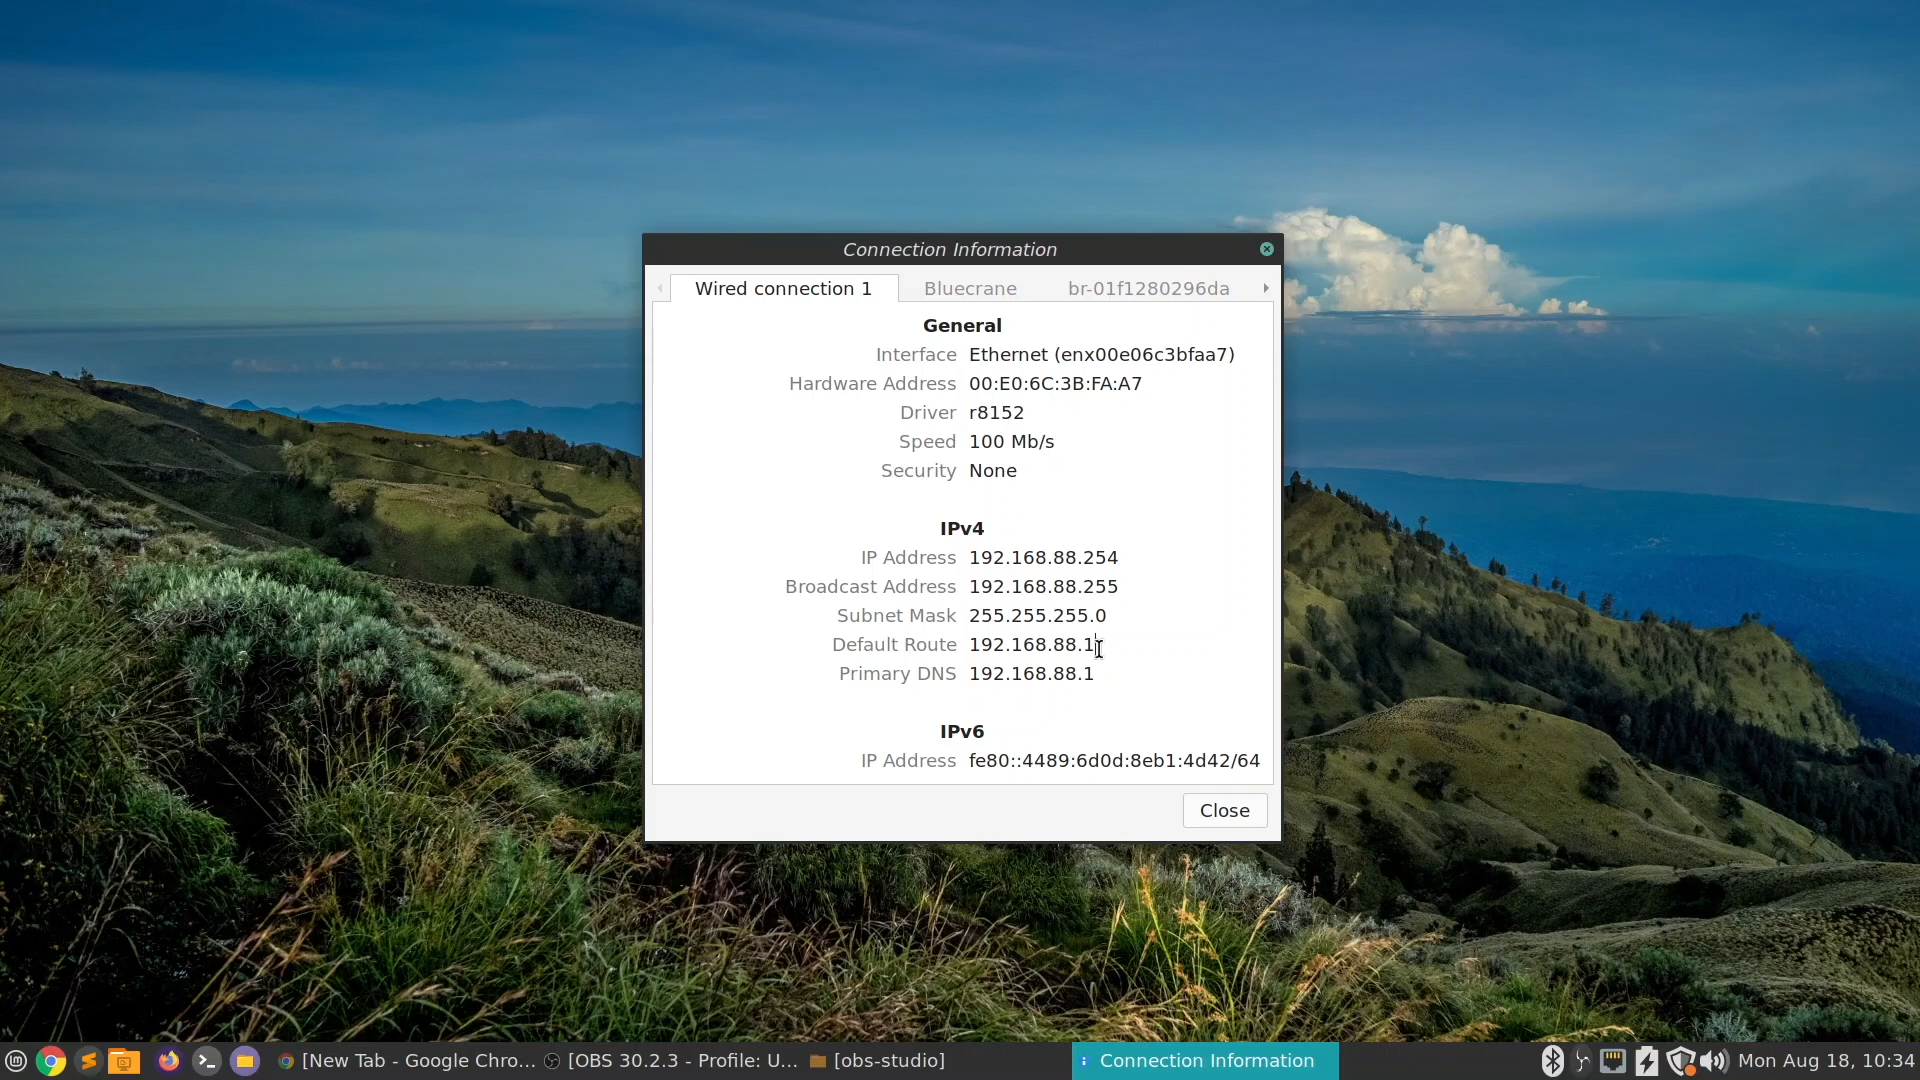 Connection Information
Wired connection 1 Bluecrane br-01f1280296da
General
Interface Ethernet (enx00e06c3bfaa7)
Hardware Address 00:E0:6C:3B:FA:A7
Driver r8152
Speed 100 Mb/s
Security None
IPv4
IP Address 192.168.88.254
Broadcast Address 192.168.88.255
Subnet Mask 255.255.255.0
Default Route 192.168.88.1
Primary DNS 192.168.88.1
IPv6
IP Address fe80::4489:6d0d:8eb1:4d42/64
Close
[New Tab - Google Chro... [OBS 30.2.3 - Profile: U... [obs-studio] Connection Information Mon Aug 18, 10:34